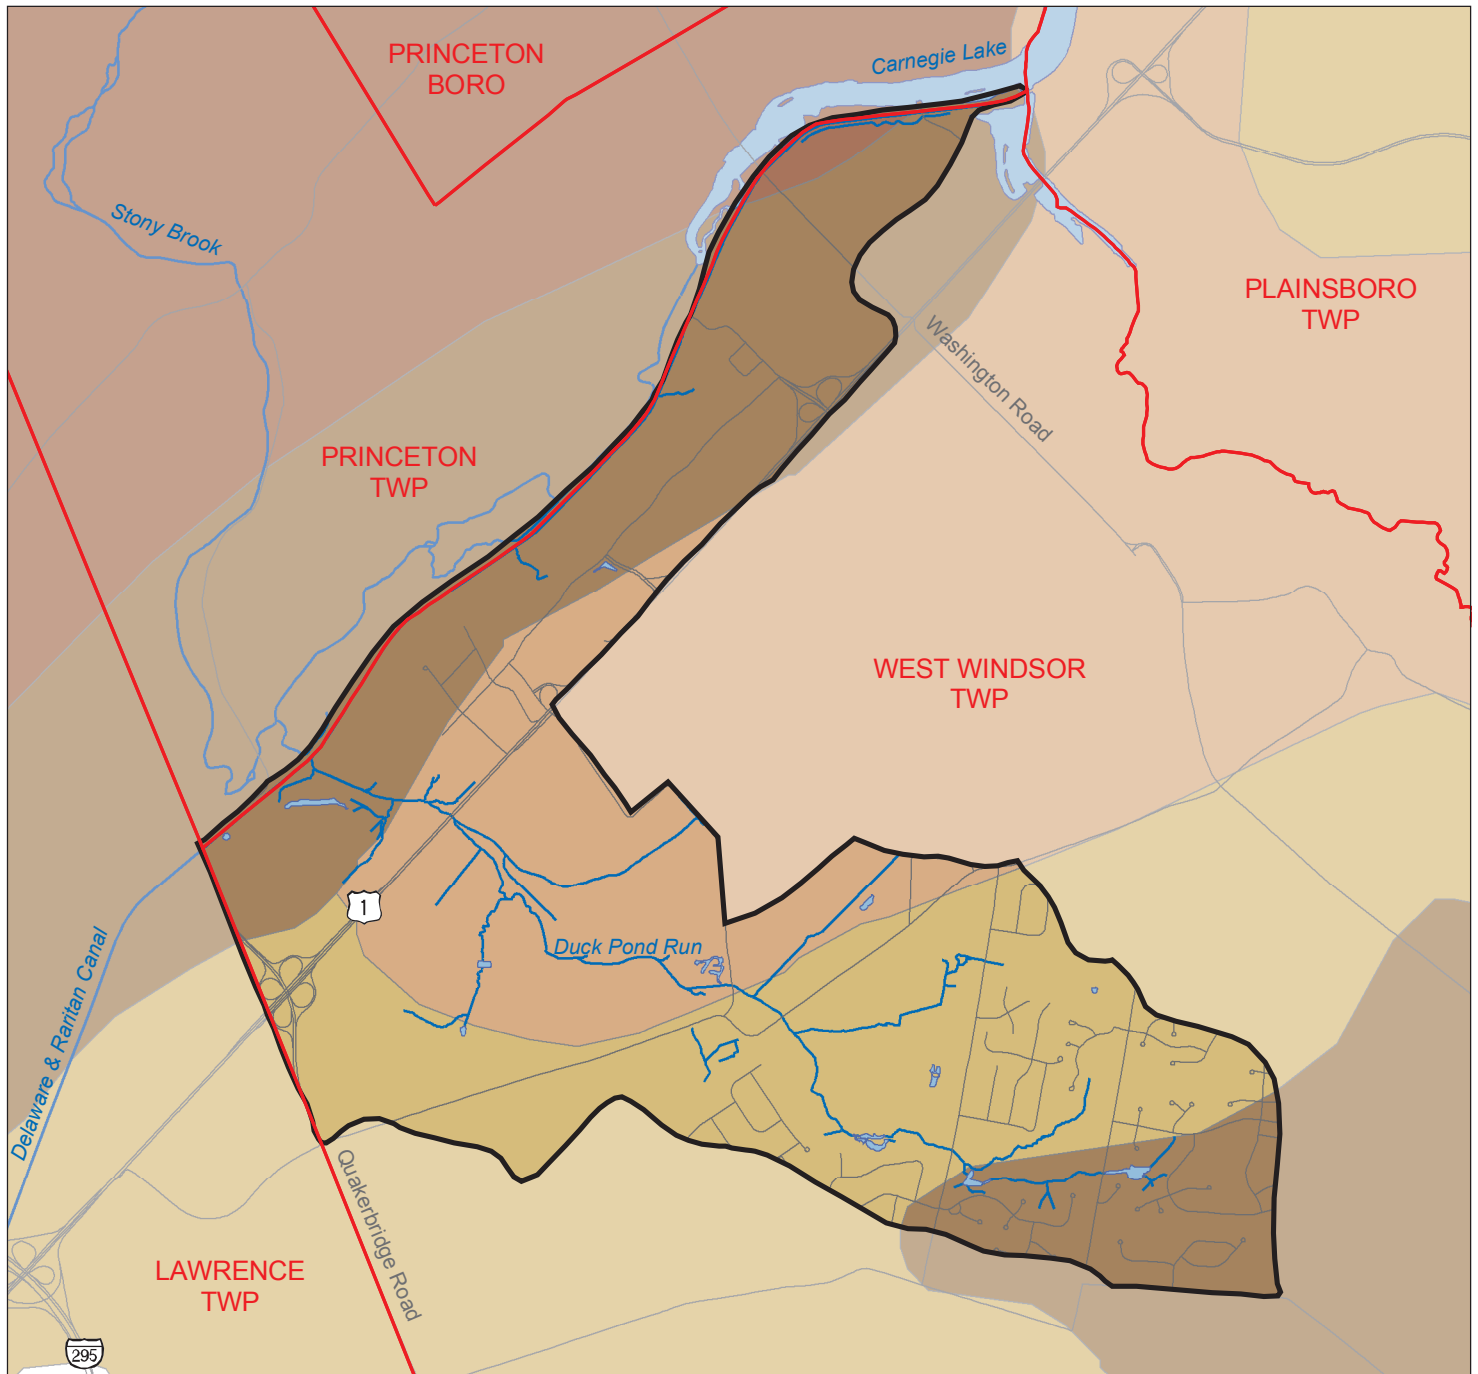 PRINCETON
BORO
Carnegie Lake
Stony Brook
PLAINSBORO
TWP
Washington Road
PRINCETON
TWP
WEST WINDSOR
TWP
1
Duck Pond Run
Delaware & Raritan Canal
Quakerbridge Road
LAWRENCE
TWP
295